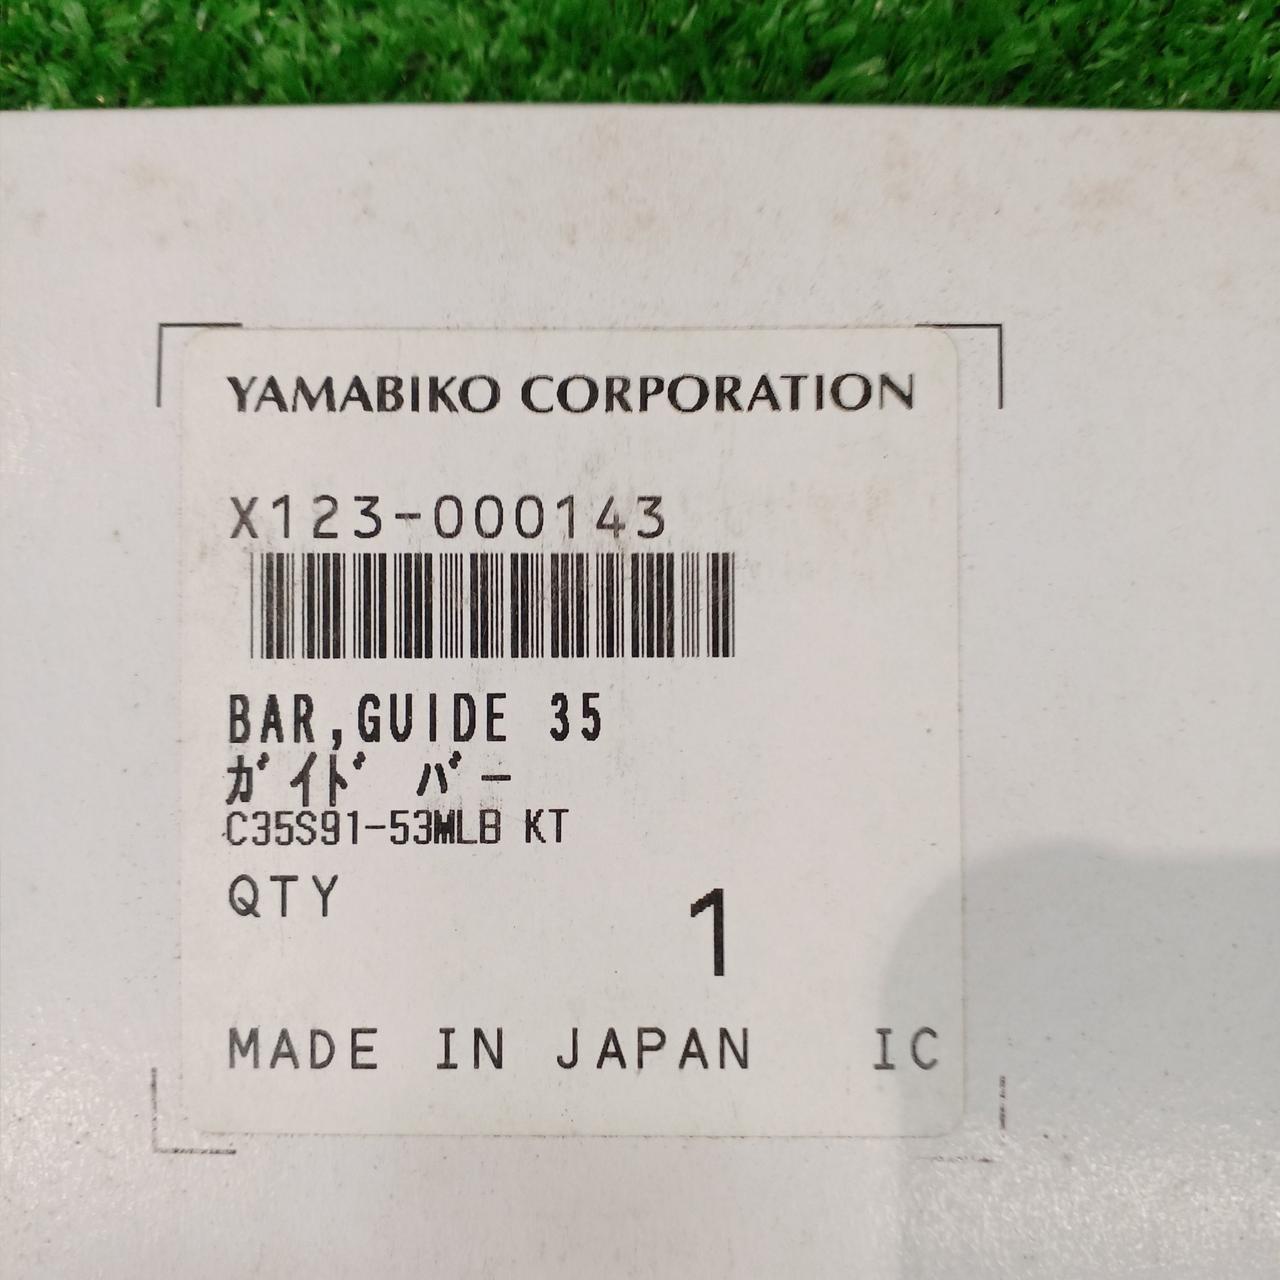 YAMABIKO CORPORATION
X123-000143
BAR,GUIDE 35
ｶﾞｲﾄﾞ ﾊﾞｰ
C35S91-53MLB KT
QTY 1
MADE IN JAPAN IC